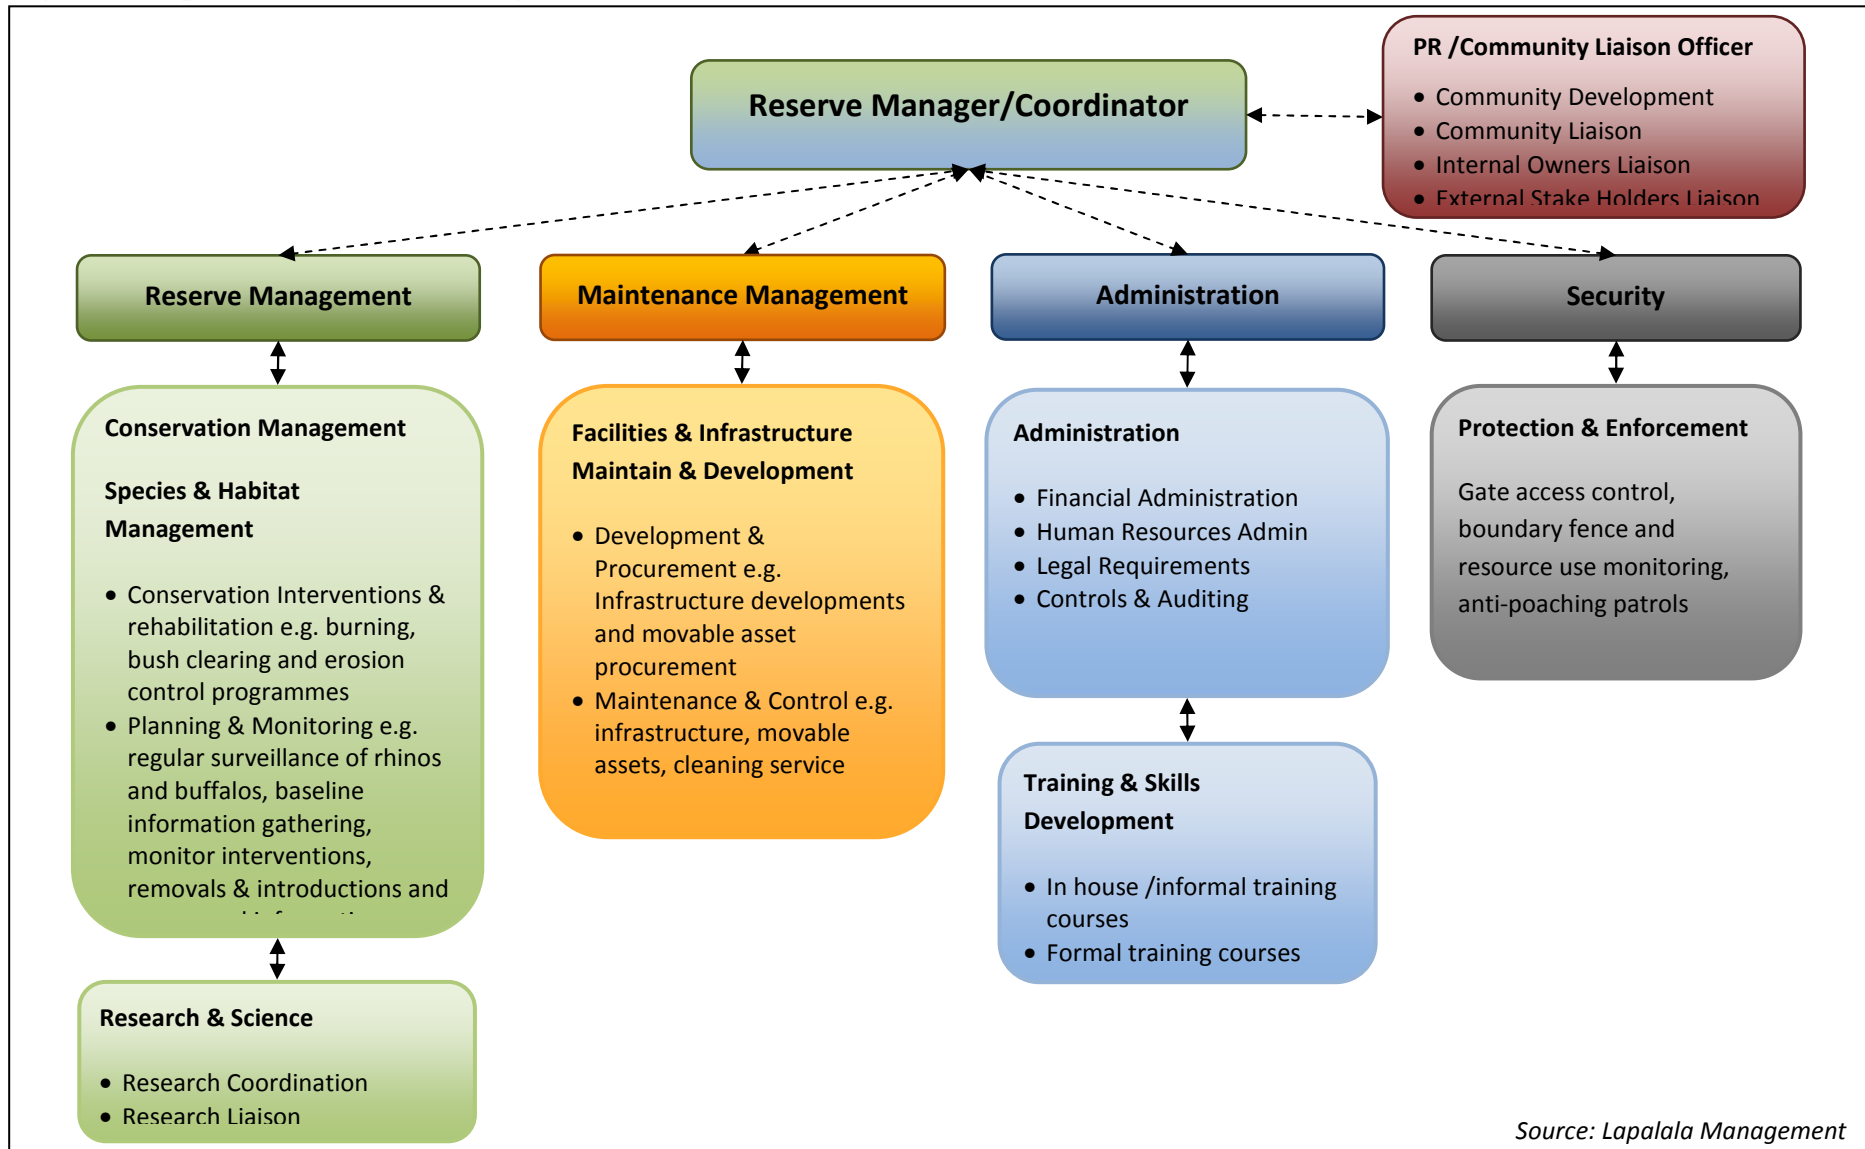 PR /Community Liaison Officer
• Community Development
• Community Liaison
• Internal Owners Liaison
• External Stake Holders Liaison
Reserve Manager/Coordinator
Reserve Management
Maintenance Management
Administration
Security
Conservation Management
Species & Habitat
Management
• Conservation Interventions &
rehabilitation e.g. burning,
bush clearing and erosion
control programmes
• Planning & Monitoring e.g.
regular surveillance of rhinos
and buffalos, baseline
information gathering,
monitor interventions,
removals & introductions and
Research & Science
• Research Coordination
• Research Liaison
Facilities & Infrastructure
Maintain & Development
• Development &
Procurement e.g.
Infrastructure developments
and movable asset
procurement
• Maintenance & Control e.g.
infrastructure, movable
assets, cleaning service
Administration
• Financial Administration
• Human Resources Admin
• Legal Requirements
• Controls & Auditing
Training & Skills
Development
• In house /informal training
courses
• Formal training courses
Protection & Enforcement
Gate access control,
boundary fence and
resource use monitoring,
anti-poaching patrols
Source: Lapalala Management